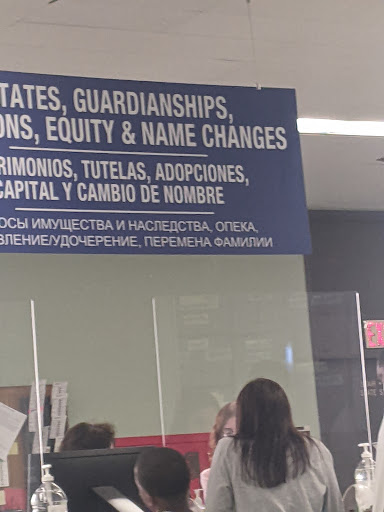 TATES, GUARDIANSHIPS,
ONS, EQUITY & NAME CHANGES
RIMONIOS, TUTELAS, ADOPCIONES,
CAPITAL Y CAMBIO DE NOMBRE
ОСЫ ИМУЩЕСТВА И НАСЛЕДСТВА, ОПЕКА,
ВЛЕНИЕ/УДОЧЕРЕНИЕ, ПЕРЕМЕНА ФАМИЛИИ